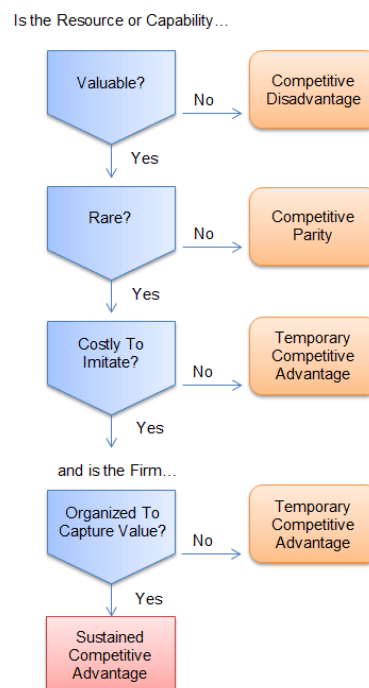 Is the Resource or Capability...
Valuable?
No
Competitive
Disadvantage
Yes
Rare?
No
Competitive
Parity
Yes
Costly To
Imitate?
No
Temporary
Competitive
Advantage
Yes
and is the Firm...
Organized To
Capture Value?
No
Temporary
Competitive
Advantage
Yes
Sustained
Competitive
Advantage